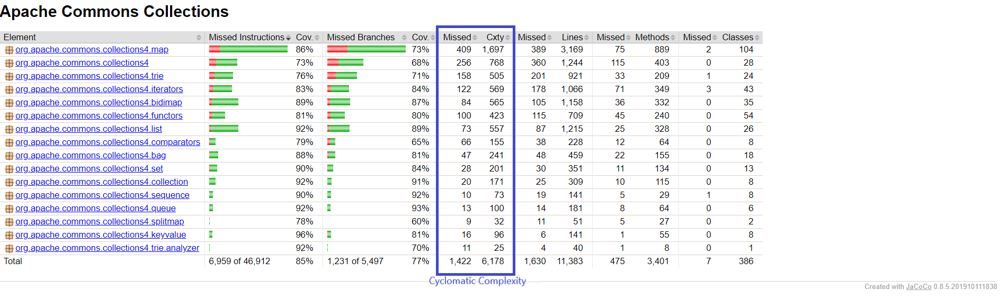 Apache Commons Collections
Element Missed Instructions Cov. Missed Branches Cov. Missed Cxty Missed Lines Missed Methods Missed Classes
org.apache.commons.collections4.map 86% 73% 409 1,697 389 3,169 75 889 2 104
org.apache.commons.collections4 73% 68% 256 768 360 1,244 115 403 0 28
org.apache.commons.collections4.trie 76% 71% 158 505 201 921 33 209 1 24
org.apache.commons.collections4.iterators 83% 84% 122 569 178 1,066 71 349 3 43
org.apache.commons.collections4.bidimap 89% 87% 84 565 105 1,158 36 332 0 35
org.apache.commons.collections4.functors 81% 80% 100 423 115 709 45 240 0 54
org.apache.commons.collections4.list 92% 89% 73 557 87 1,215 25 328 0 26
org.apache.commons.collections4.comparators 79% 65% 66 155 38 228 12 64 0 8
org.apache.commons.collections4.bag 88% 81% 47 241 48 459 22 155 0 18
org.apache.commons.collections4.set 90% 84% 28 201 30 351 11 134 0 13
org.apache.commons.collections4.collection 92% 91% 20 171 25 309 10 115 0 8
org.apache.commons.collections4.sequence 90% 92% 10 73 19 141 5 29 1 8
org.apache.commons.collections4.queue 92% 93% 13 100 14 181 8 64 0 6
org.apache.commons.collections4.splitmap 78% 60% 9 32 11 51 5 27 0 2
org.apache.commons.collections4.keyvalue 96% 81% 16 96 6 141 1 55 0 8
org.apache.commons.collections4.trie.analyzer 92% 70% 11 25 4 40 1 8 0 1
Total 6,959 of 46,912 85% 1,231 of 5,497 77% 1,422 6,178 1,630 11,383 475 3,401 7 386
Cyclomatic Complexity
Created with JaCoCo 0.8.5.201910111838